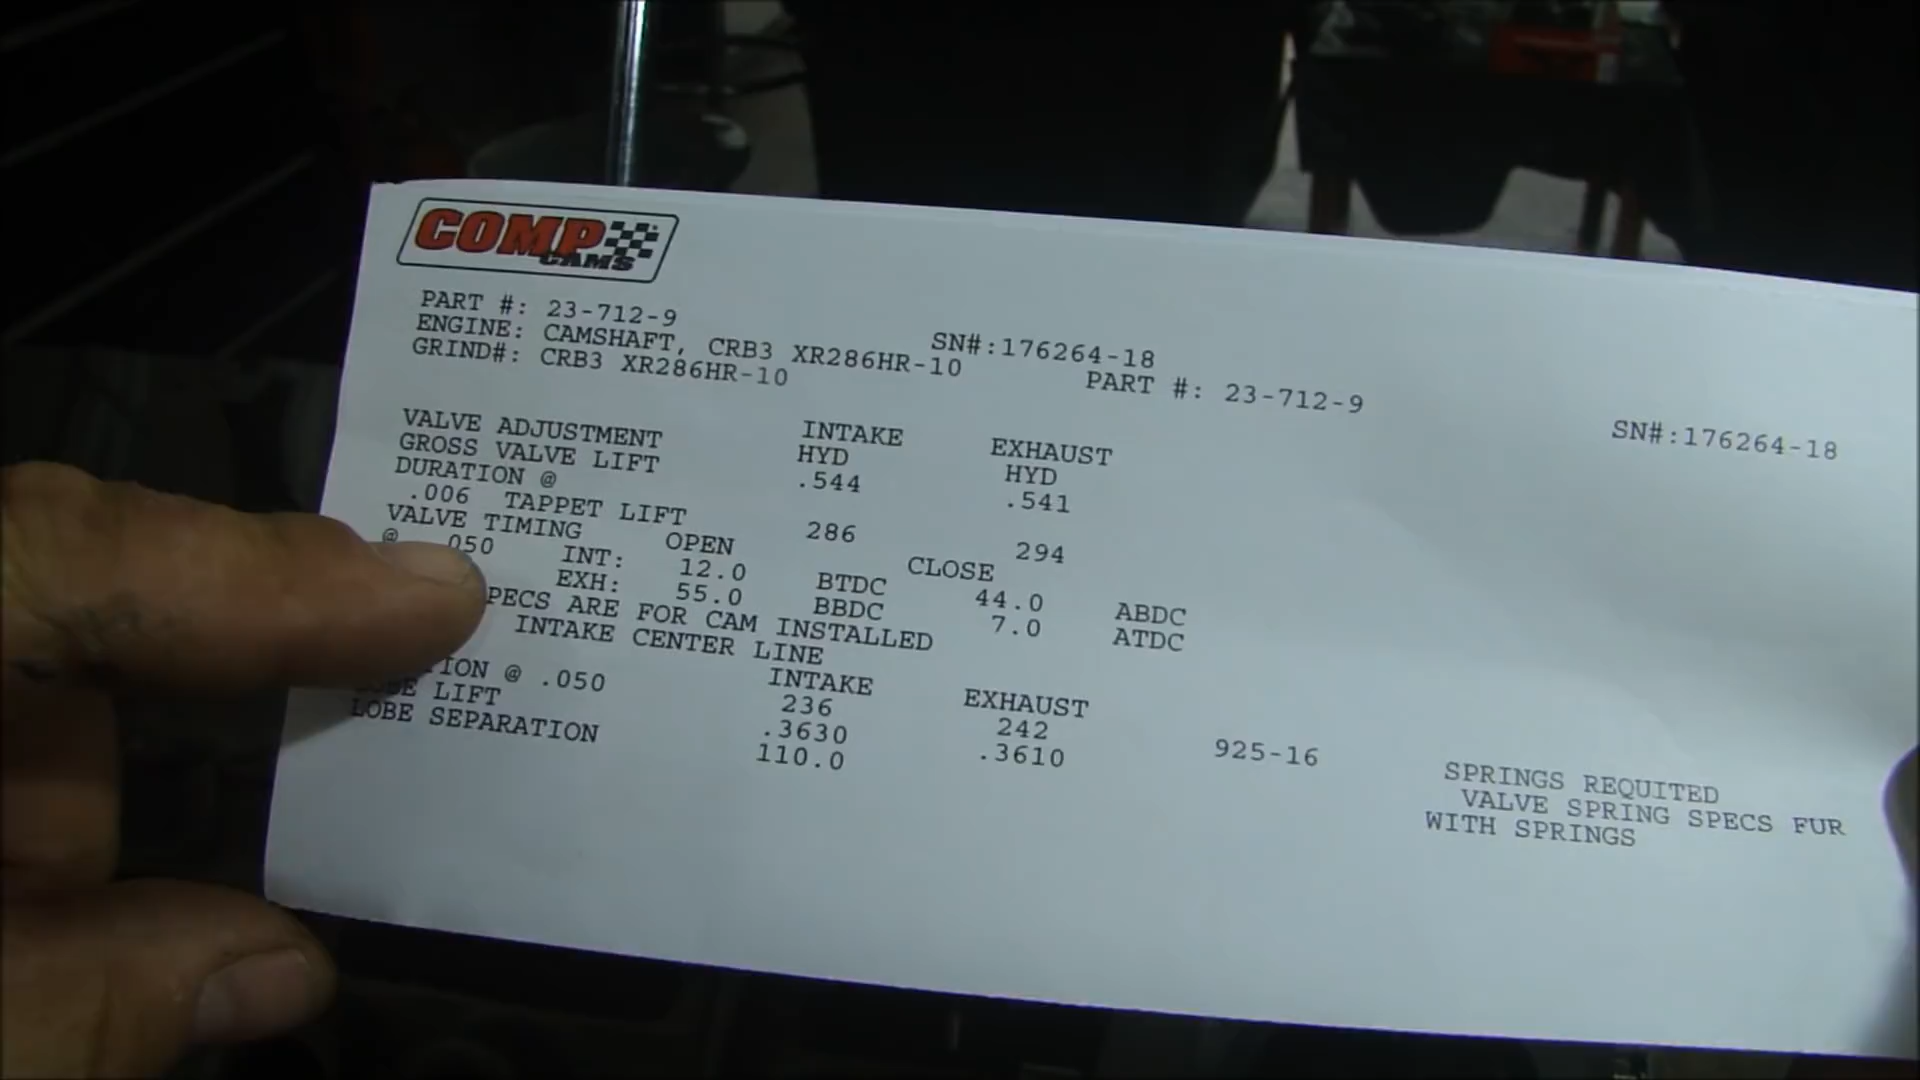 COMP
CAMS
PART #: 23-712-9
SN#:176264-18
ENGINE: CAMSHAFT, CRB3 XR286HR-10
PART #: 23-712-9
GRIND#: CRB3 XR286HR-10
SN#:176264-18
INTAKE EXHAUST
VALVE ADJUSTMENT HYD HYD
GROSS VALVE LIFT .544 .541
DURATION @
.006 TAPPET LIFT 286 294
VALVE TIMING OPEN CLOSE
@ .050 INT: 12.0 BTDC 44.0 ABDC
EXH: 55.0 BBDC 7.0 ATDC
PECS ARE FOR CAM INSTALLED
INTAKE CENTER LINE
INTAKE EXHAUST
TION @ .050 236 242
LIFT .3630 .3610
LOBE SEPARATION 110.0
925-16
SPRINGS REQUITED
VALVE SPRING SPECS FUR
WITH SPRINGS